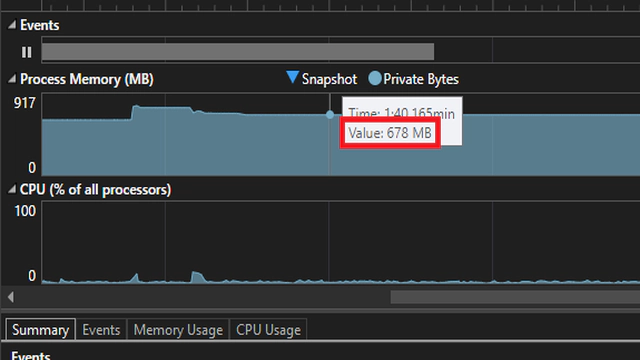 Events
Process Memory (MB)
Snapshot
Private Bytes
917
Time: 1:40.165min
Value: 678 MB
0
CPU (% of all processors)
100
0
Summary
Events
Memory Usage
CPU Usage
Events